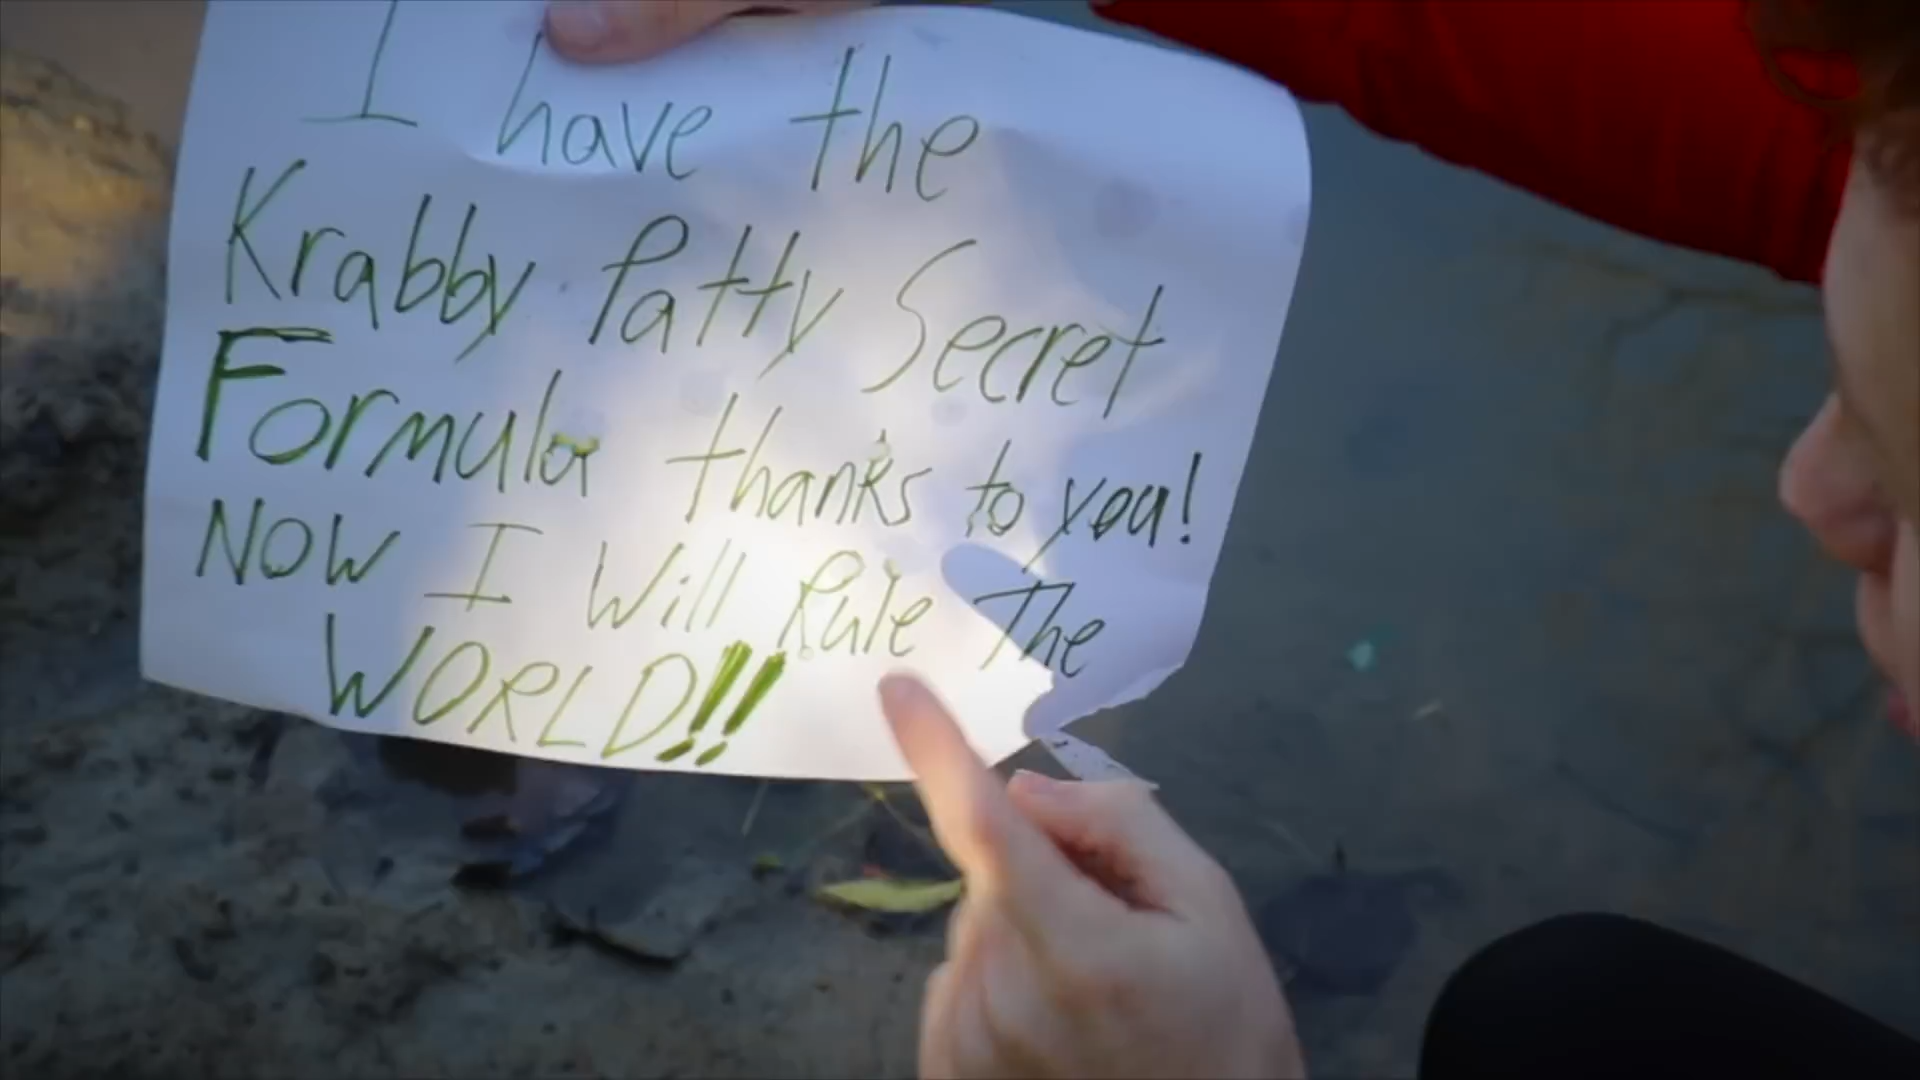 I have the
Krabby Patty Secret
Formula thanks to you!
NOW I Will Rule The
WORLD!!